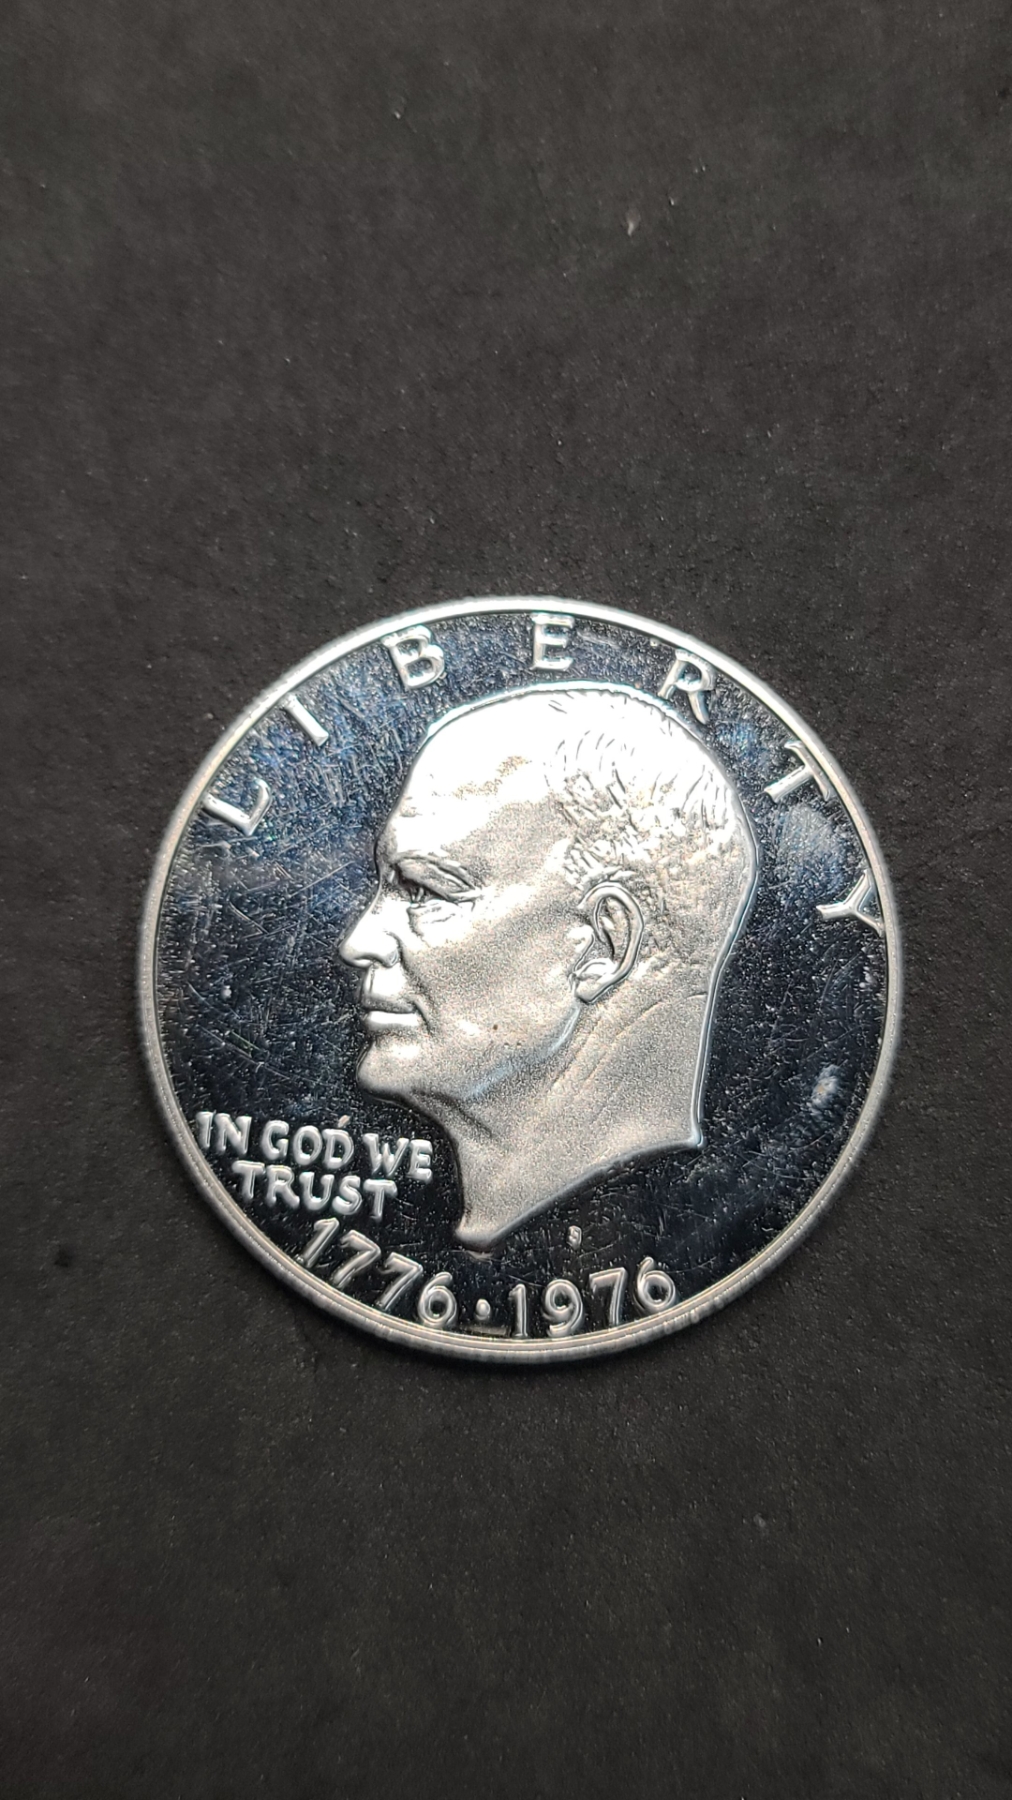 LIBERTY
IN GOD WE
TRUST
S
1776·1976